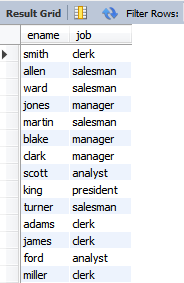 Result Grid Filter Rows:
ename job
smith clerk
allen salesman
ward salesman
jones manager
martin salesman
blake manager
clark manager
scott analyst
king president
turner salesman
adams clerk
james clerk
ford analyst
miller clerk